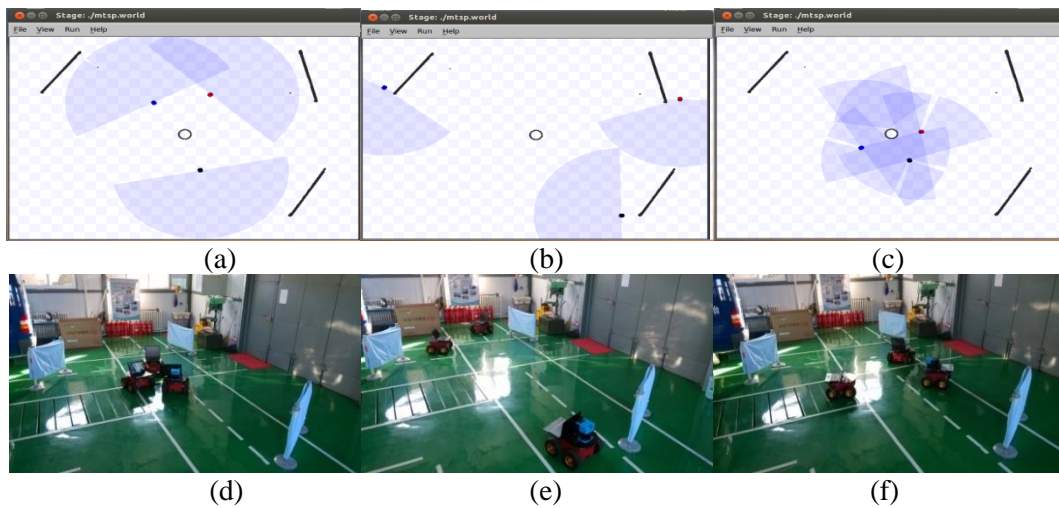 Stage: ./mtsp.world
File View Run Help
Stage: ./mtsp.world
File View Run Help
Stage: ./mtsp.world
File View Run Help
(a)
(b)
(c)
(d)
(e)
(f)